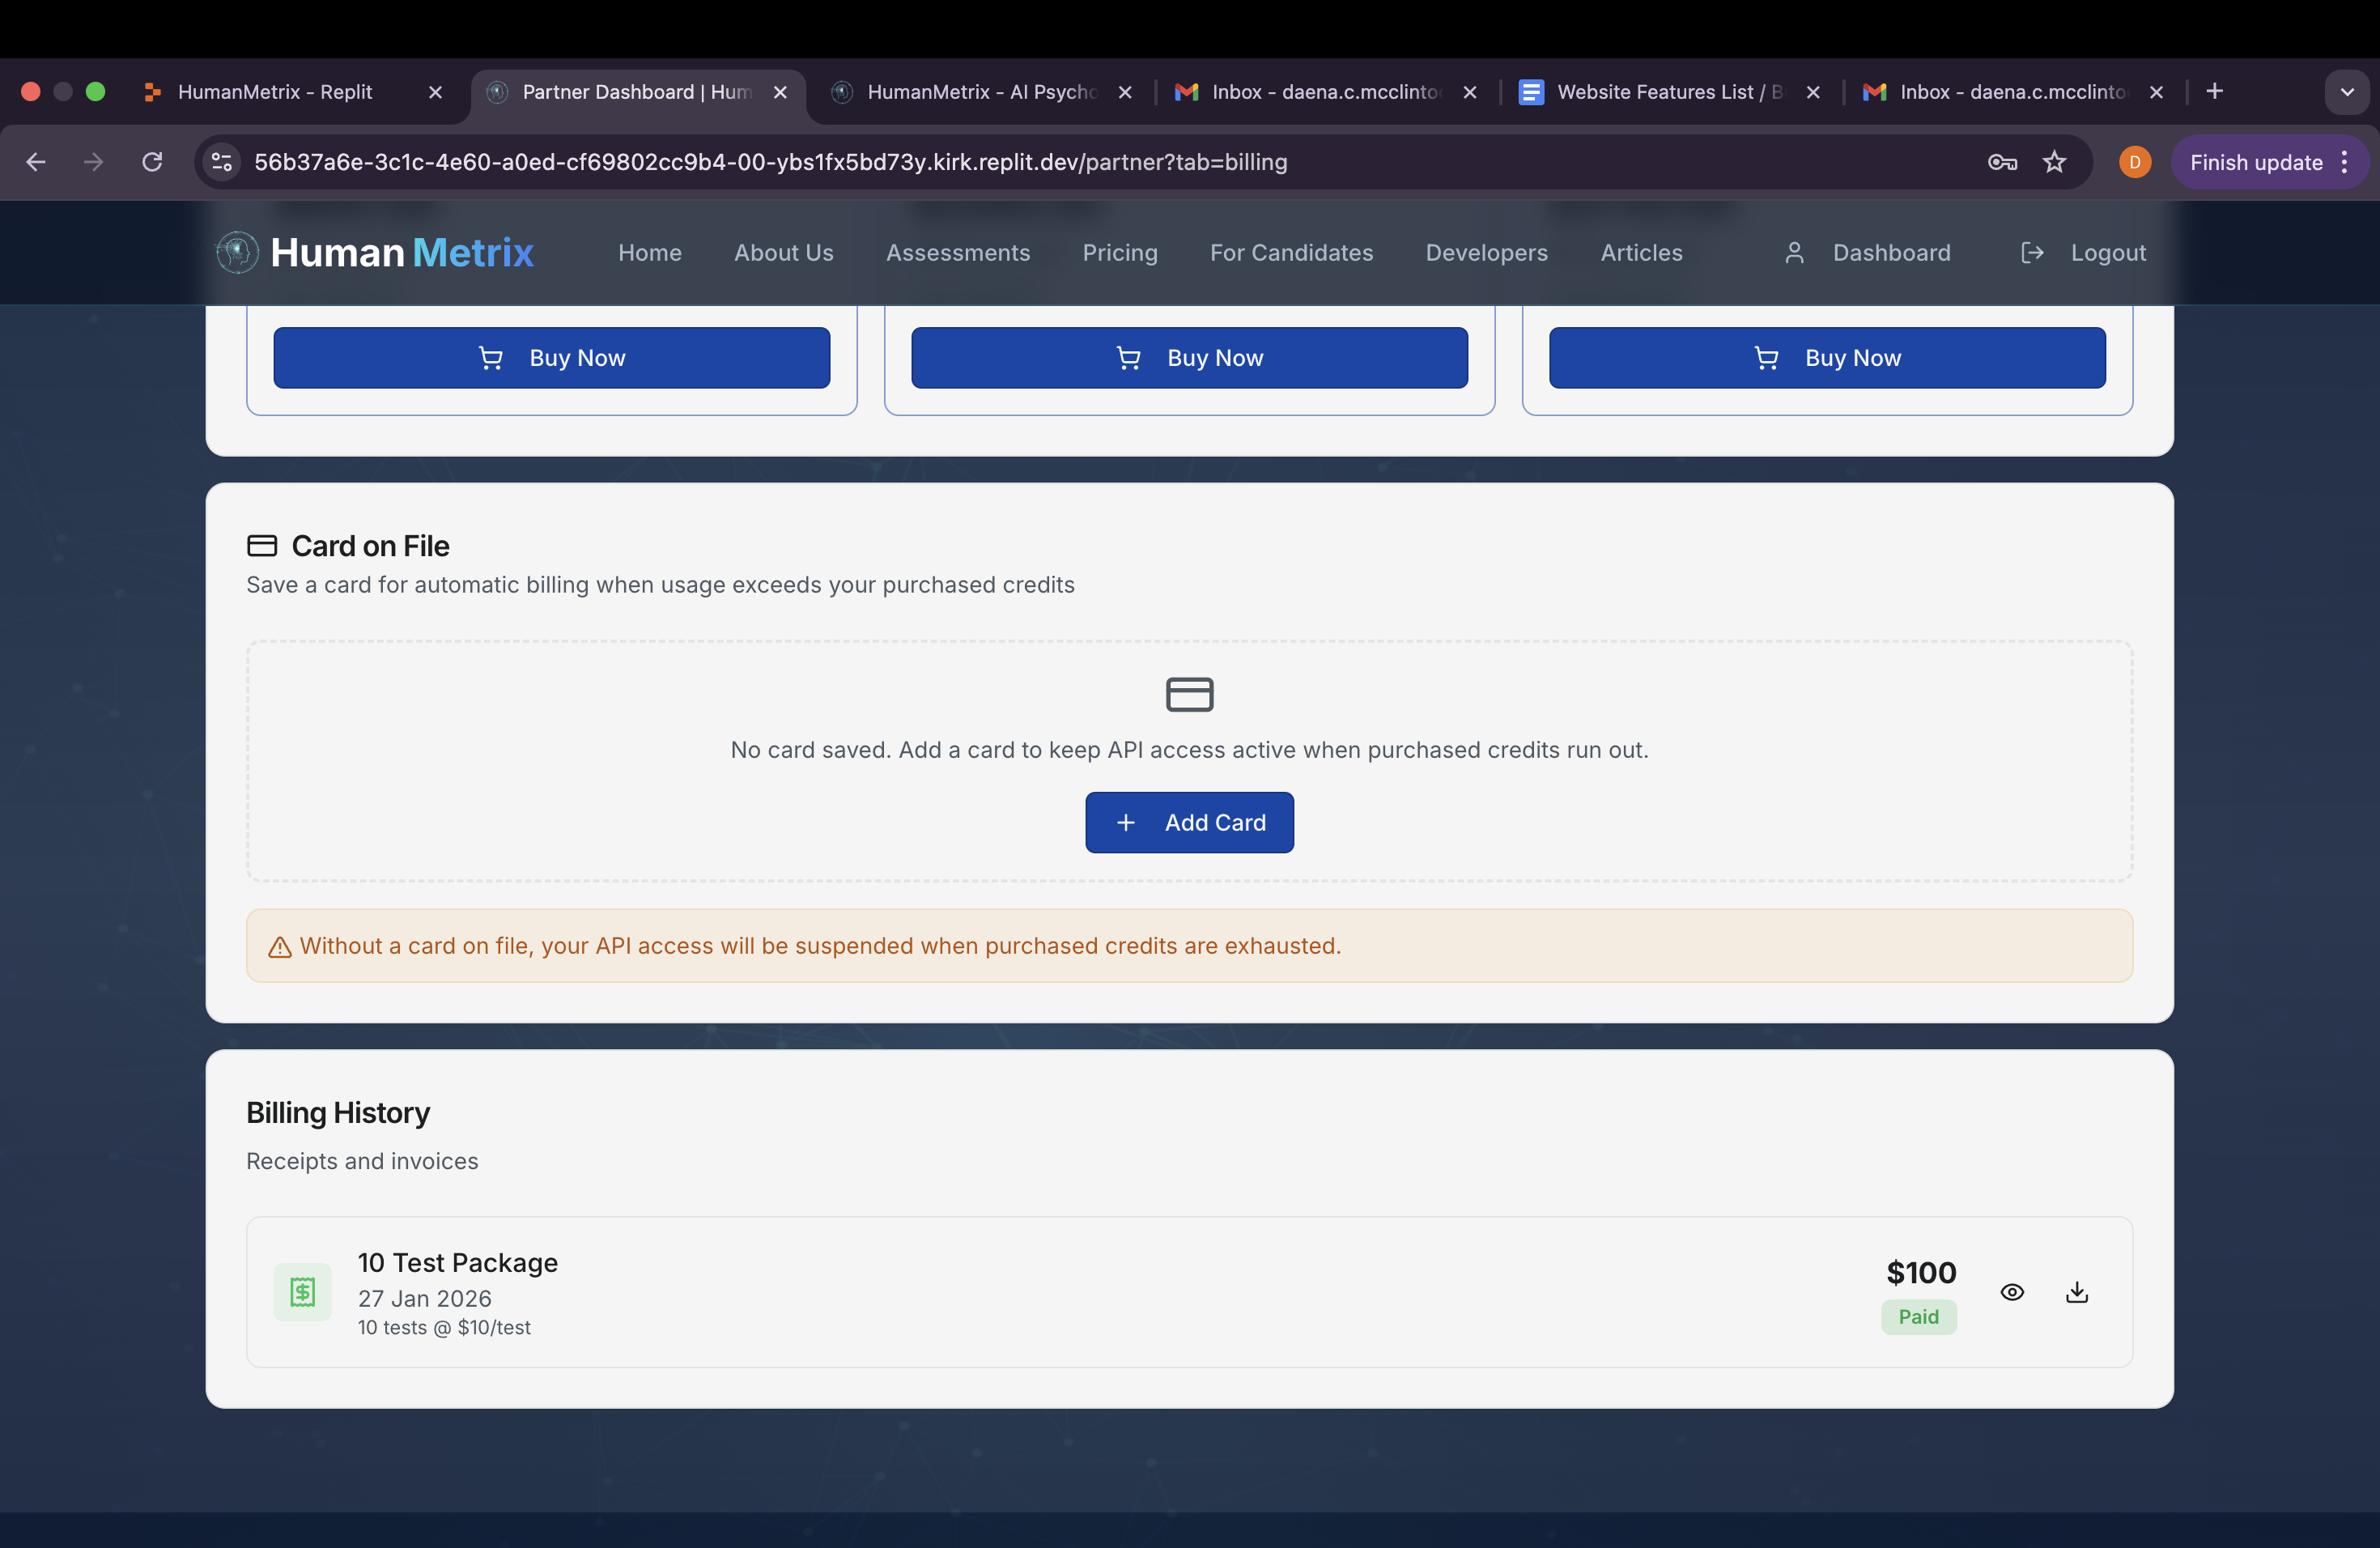 HumanMetrix - Replit
Partner Dashboard | Hum
HumanMetrix - AI Psycho
Inbox - daena.c.mcclinto
Website Features List / B
Inbox - daena.c.mcclinto
56b37a6e-3c1c-4e60-a0ed-cf69802cc9b4-00-ybs1fx5bd73y.kirk.replit.dev/partner?tab=billing
D
Finish update
Human Metrix
Home
About Us
Assessments
Pricing
For Candidates
Developers
Articles
Dashboard
Logout
Buy Now
Buy Now
Buy Now
Card on File
Save a card for automatic billing when usage exceeds your purchased credits
No card saved. Add a card to keep API access active when purchased credits run out.
Add Card
Without a card on file, your API access will be suspended when purchased credits are exhausted.
Billing History
Receipts and invoices
10 Test Package
27 Jan 2026
10 tests @ $10/test
$100
Paid